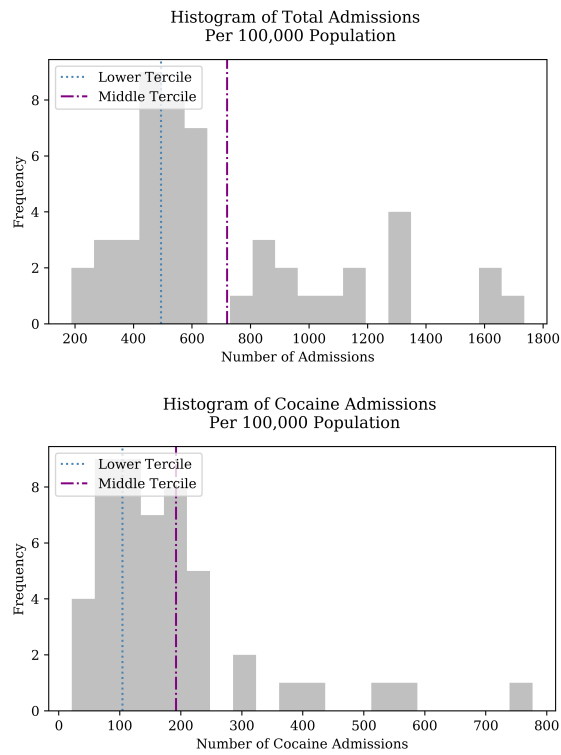 Histogram of Total Admissions
Per 100,000 Population
Lower Tercile
Middle Tercile
8
6
4
2
0
Frequency
200 400 600 800 1000 1200 1400 1600 1800
Number of Admissions
Histogram of Cocaine Admissions
Per 100,000 Population
Lower Tercile
Middle Tercile
8
6
4
2
0
Frequency
0 100 200 300 400 500 600 700 800
Number of Cocaine Admissions